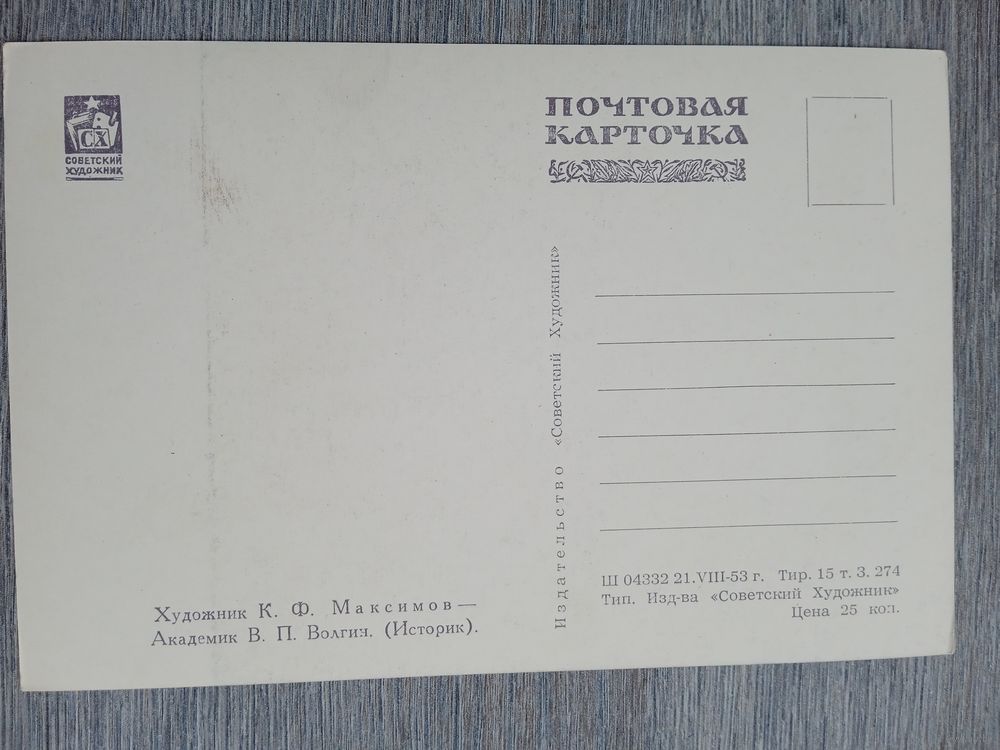 СХ
СОВЕТСКИЙ
ХУДОЖНИК
ПОЧТОВАЯ
КАРТОЧКА
Издательство «Советский Художник»
Художник К. Ф. Максимов —
Академик В. П. Волгин. (Историк).
Ш 04332 21.VIII-53 г. Тир. 15 т. З. 274
Тип. Изд-ва «Советский Художник»
Цена 25 коп.